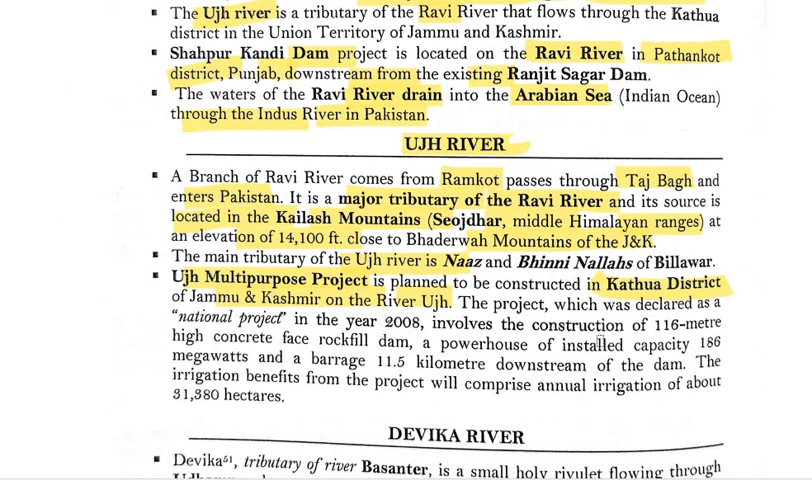 ▪ The Ujh river is a tributary of the Ravi River that flows through the Kathua
district in the Union Territory of Jammu and Kashmir.
▪ Shahpur Kandi Dam project is located on the Ravi River in Pathankot
district, Punjab, downstream from the existing Ranjit Sagar Dam.
▪ The waters of the Ravi River drain into the Arabian Sea (Indian Ocean)
through the Indus River in Pakistan.
UJH RIVER
▪ A Branch of Ravi River comes from Ramkot passes through Taj Bagh and
enters Pakistan. It is a major tributary of the Ravi River and its source is
located in the Kailash Mountains (Seojdhar, middle Himalayan ranges) at
an elevation of 14,100 ft. close to Bhaderwah Mountains of the J&K.
▪ The main tributary of the Ujh river is Naaz and Bhinni Nallahs of Billawar.
▪ Ujh Multipurpose Project is planned to be constructed in Kathua District
of Jammu & Kashmir on the River Ujh. The project, which was declared as a
“national project” in the year 2008, involves the construction of 116-metre
high concrete face rockfill dam, a powerhouse of installed capacity 186
megawatts and a barrage 11.5 kilometre downstream of the dam. The
irrigation benefits from the project will comprise annual irrigation of about
31,380 hectares.
DEVIKA RIVER
▪ Devika⁵¹, tributary of river Basanter, is a small holy rivulet flowing through